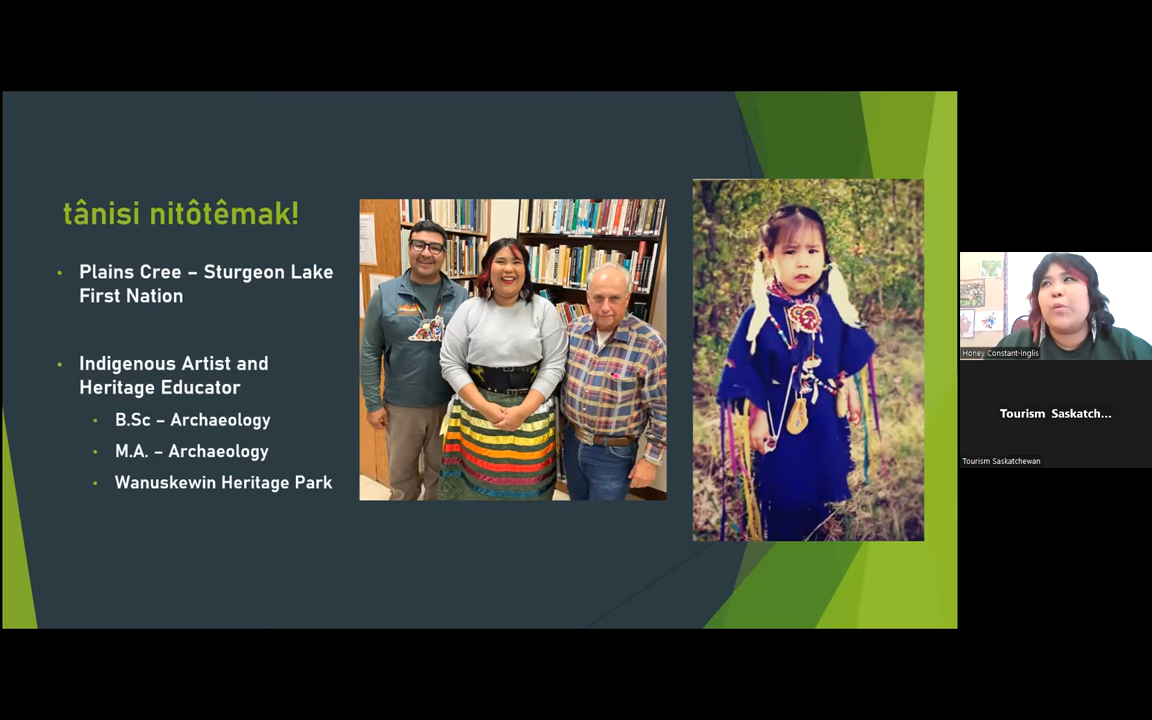 tânisi nitôtêmak!
• Plains Cree – Sturgeon Lake
First Nation
• Indigenous Artist and
Heritage Educator
• B.Sc – Archaeology
• M.A. – Archaeology
• Wanuskewin Heritage Park
Honey Constant-Inglis
Tourism Saskatch...
Tourism Saskatchewan